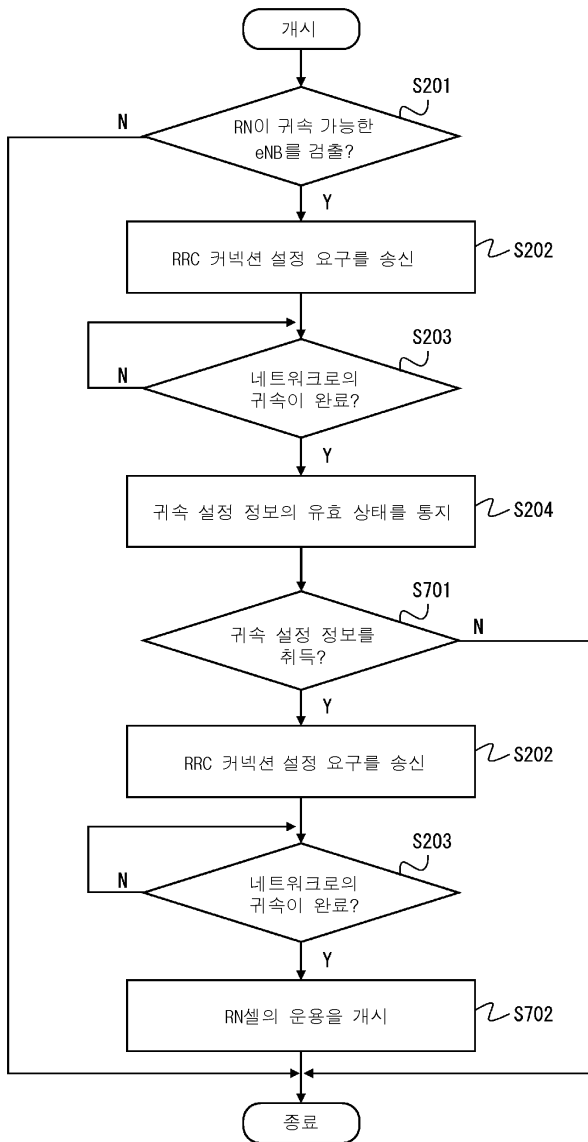 개시
S201
N
RN이 귀속 가능한
eNB를 검출?
Y
RRC 커넥션 설정 요구를 송신
S202
S203
N
네트워크로의
귀속이 완료?
Y
귀속 설정 정보의 유효 상태를 통지
S204
S701
귀속 설정 정보를
취득?
N
Y
RRC 커넥션 설정 요구를 송신
S202
S203
N
네트워크로의
귀속이 완료?
Y
RN셀의 운용을 개시
S702
종료